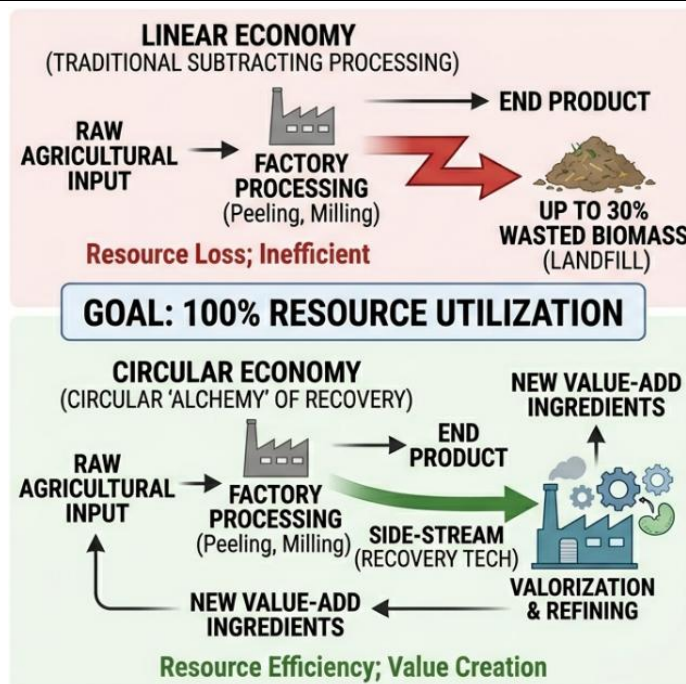 LINEAR ECONOMY
(TRADITIONAL SUBTRACTING PROCESSING)
RAW
AGRICULTURAL
INPUT
FACTORY
PROCESSING
(Peeling, Milling)
END PRODUCT
UP TO 30%
WASTED BIOMASS
(LANDFILL)
Resource Loss; Inefficient
GOAL: 100% RESOURCE UTILIZATION
CIRCULAR ECONOMY
(CIRCULAR ‘ALCHEMY’ OF RECOVERY)
RAW
AGRICULTURAL
INPUT
FACTORY
PROCESSING
(Peeling, Milling)
END
PRODUCT
SIDE-STREAM
(RECOVERY TECH)
NEW VALUE-ADD
INGREDIENTS
VALORIZATION
& REFINING
NEW VALUE-ADD
INGREDIENTS
Resource Efficiency; Value Creation